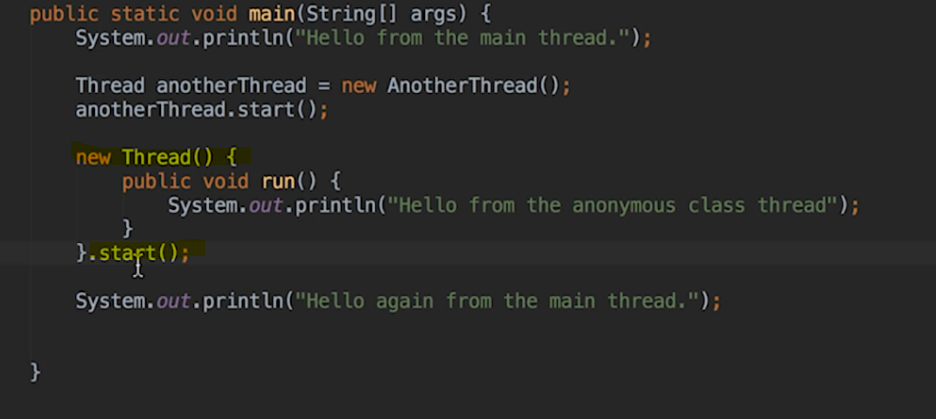 public static void main(String[] args) {
System.out.println("Hello from the main thread.");
Thread anotherThread = new AnotherThread();
anotherThread.start();
new Thread() {
public void run() {
System.out.println("Hello from the anonymous class thread");
}
}.start();
System.out.println("Hello again from the main thread.");
}